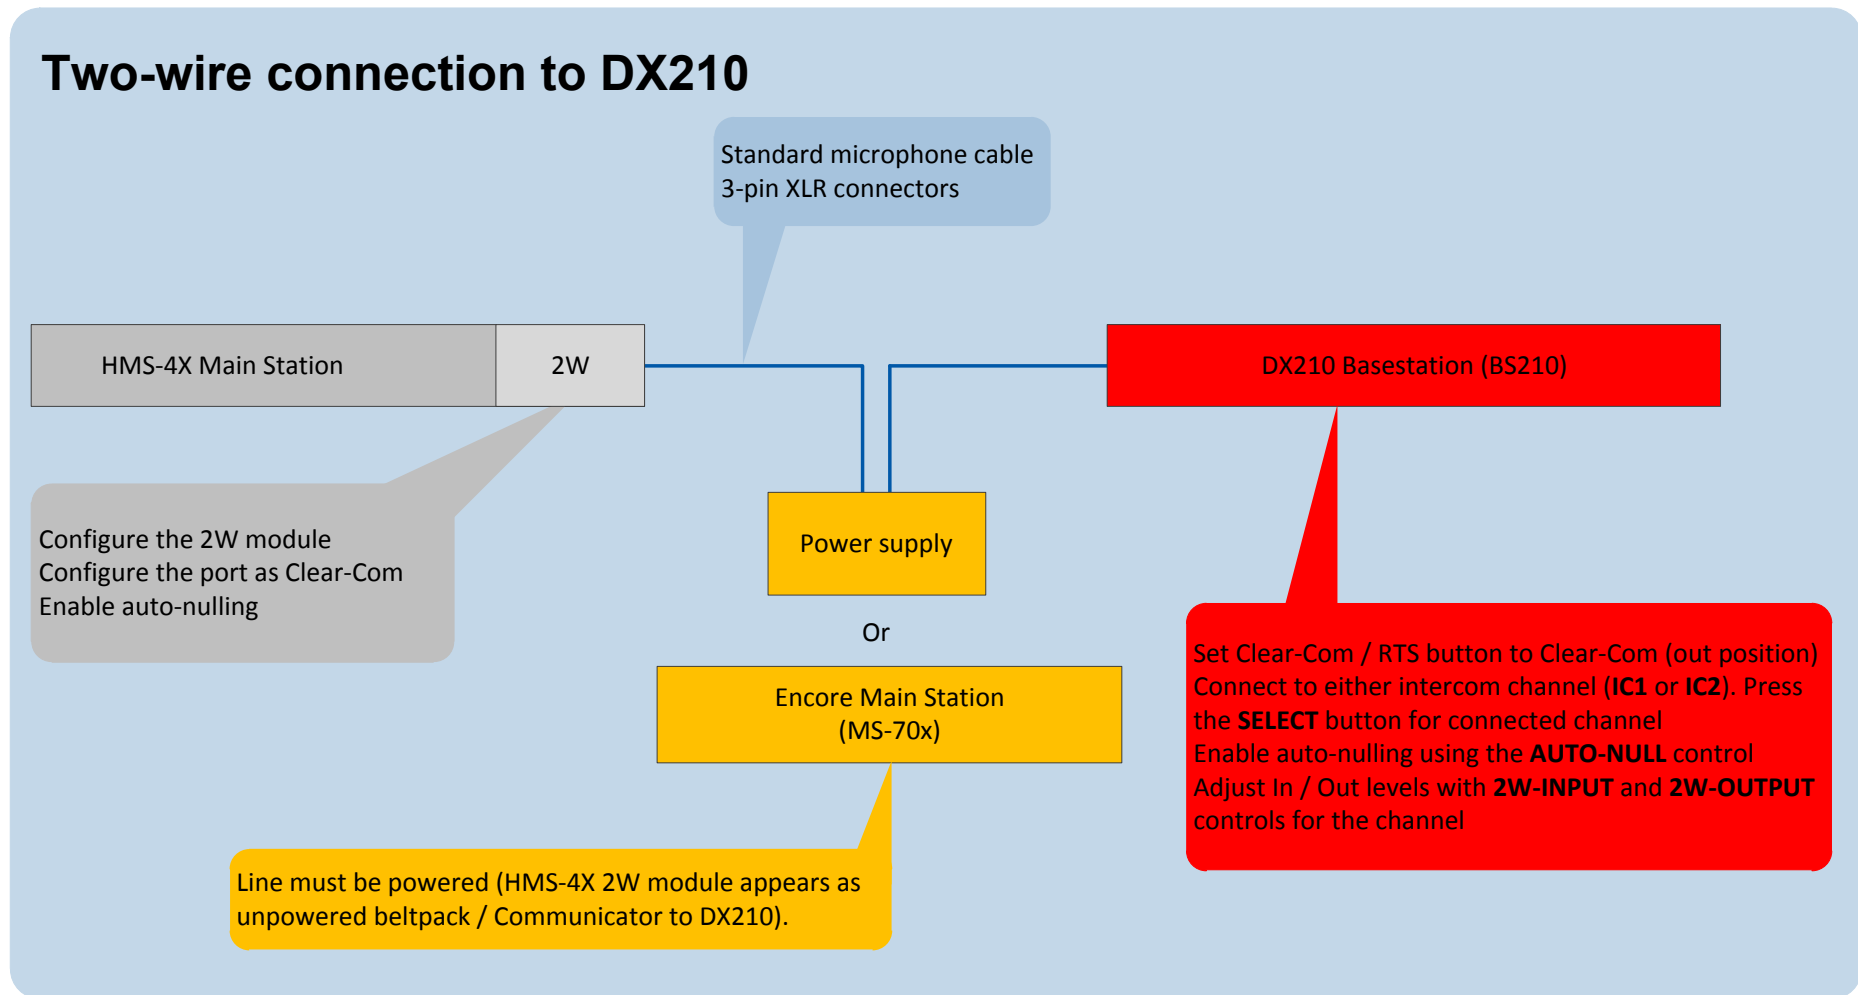 Two-wire connection to DX210
Standard microphone cable
3-pin XLR connectors
HMS-4X Main Station
2W
DX210 Basestation (BS210)
Configure the 2W module
Configure the port as Clear-Com
Enable auto-nulling
Power supply
Or
Encore Main Station
(MS-70x)
Set Clear-Com / RTS button to Clear-Com (out position)
Connect to either intercom channel (IC1 or IC2). Press
the SELECT button for connected channel
Enable auto-nulling using the AUTO-NULL control
Adjust In / Out levels with 2W-INPUT and 2W-OUTPUT
controls for the channel
Line must be powered (HMS-4X 2W module appears as
unpowered beltpack / Communicator to DX210).